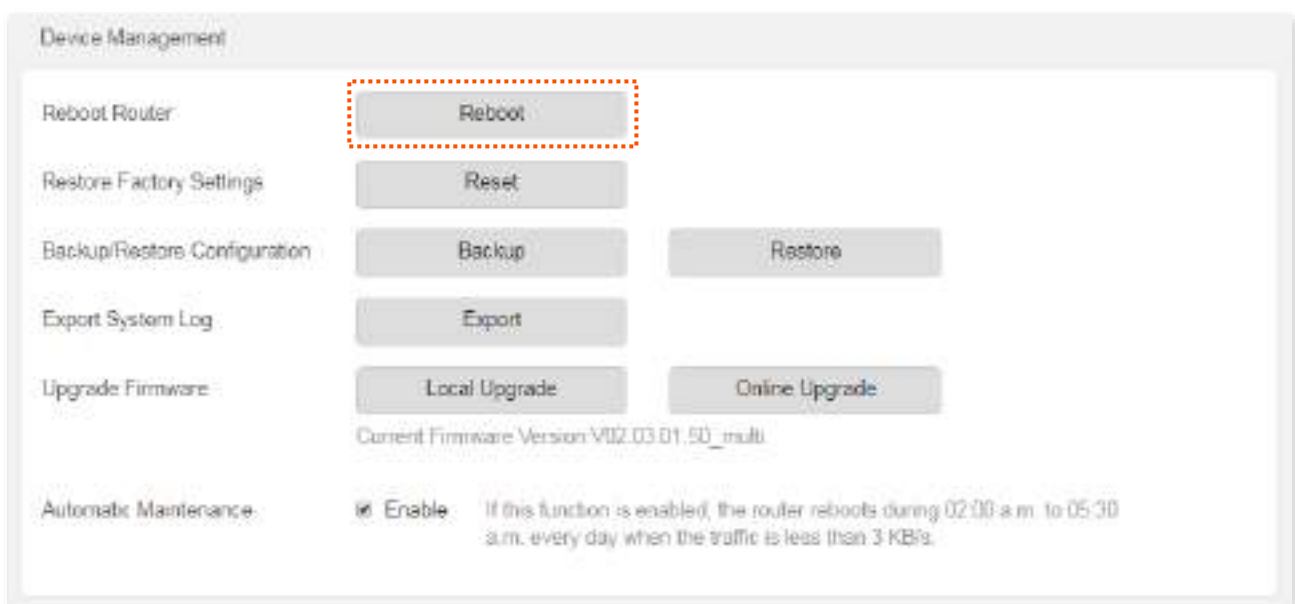 Device Management
Reboot Router Reboot
Restore Factory Settings Reset
Backup/Restore Configuration Backup Restore
Export System Log Export
Upgrade Firmware Local Upgrade Online Upgrade
Current Firmware Version:V02.03.01.50_multi
Automatic Maintenance Enable If this function is enabled, the router reboots during 02:00 a.m. to 05:30
a.m. every day when the traffic is less than 3 KB/s.